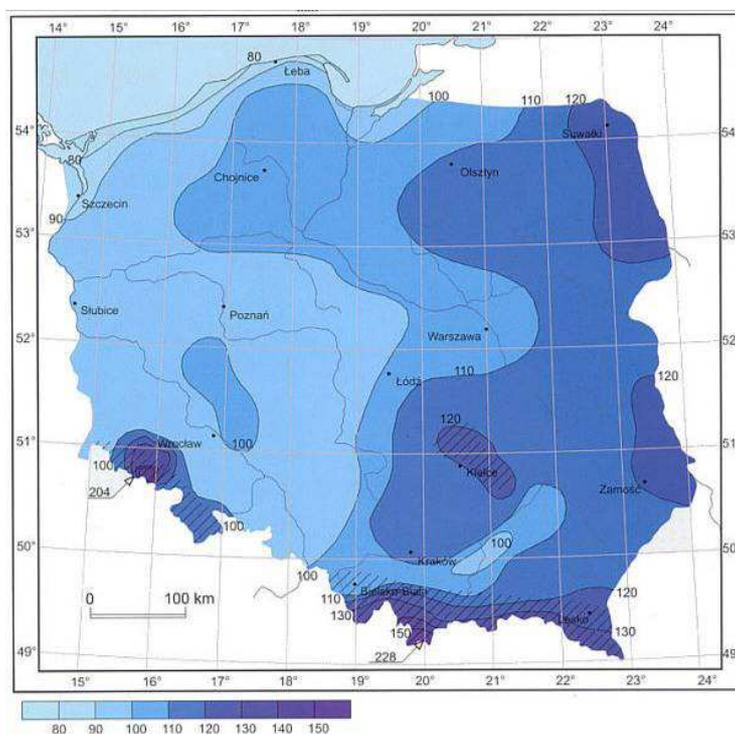 14° 15° 16° 17° 18° 19° 20° 21° 22° 23° 24°
80
Łeba
100
110
120
54°
54°
Suwałki
80
Chojnice
Olsztyn
Szczecin
90
53°
53°
Słubice
Poznań
Warszawa
52°
52°
Łódź
110
120
120
51°
100
Wrocław
100
Kielce
51°
204
Zamość
100
100
50°
Kraków
50°
100
0 100 km
110
Bielsko-Biała
120
130
Lesko
150
130
49°
228
49°
15° 16° 17° 18° 19° 20° 21° 22° 23°
80 90 100 110 120 130 140 150